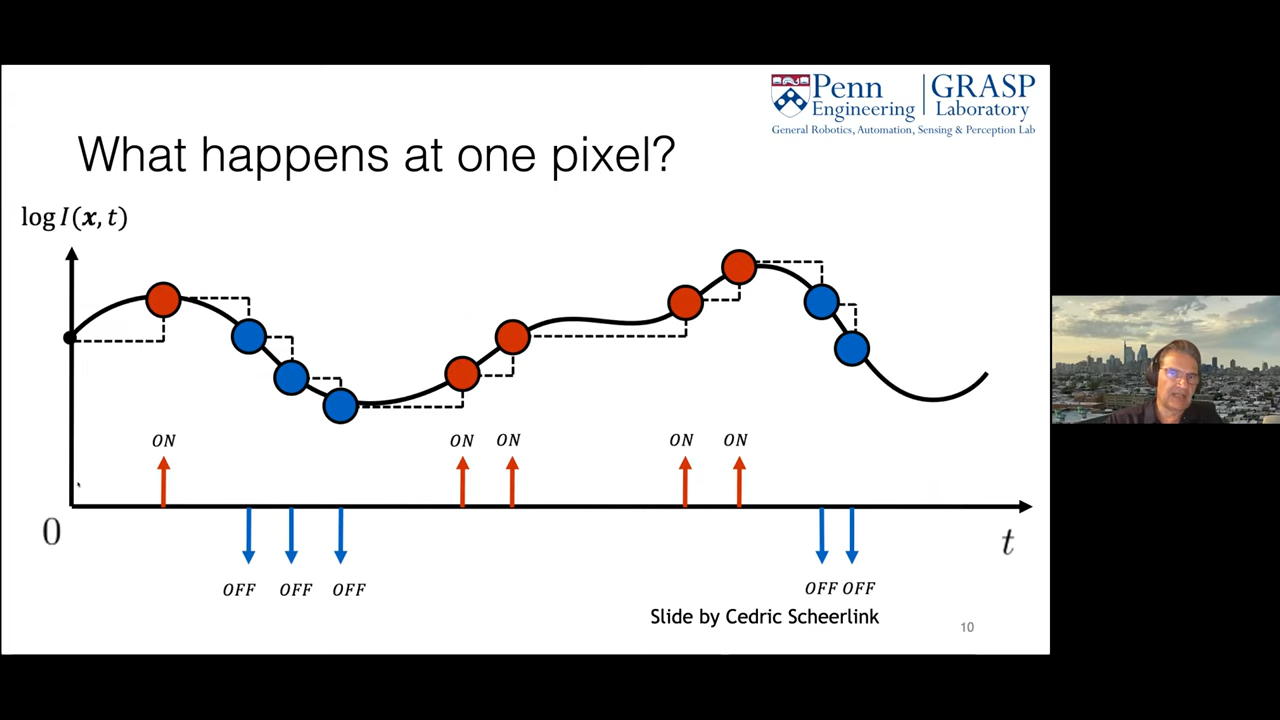 Penn
Engineering
GRASP
Laboratory
General Robotics, Automation, Sensing & Perception Lab
What happens at one pixel?
log I(x, t)
ON
ON
ON
ON
ON
0
t
OFF
OFF
OFF
OFF
OFF
Slide by Cedric Scheerlink
10